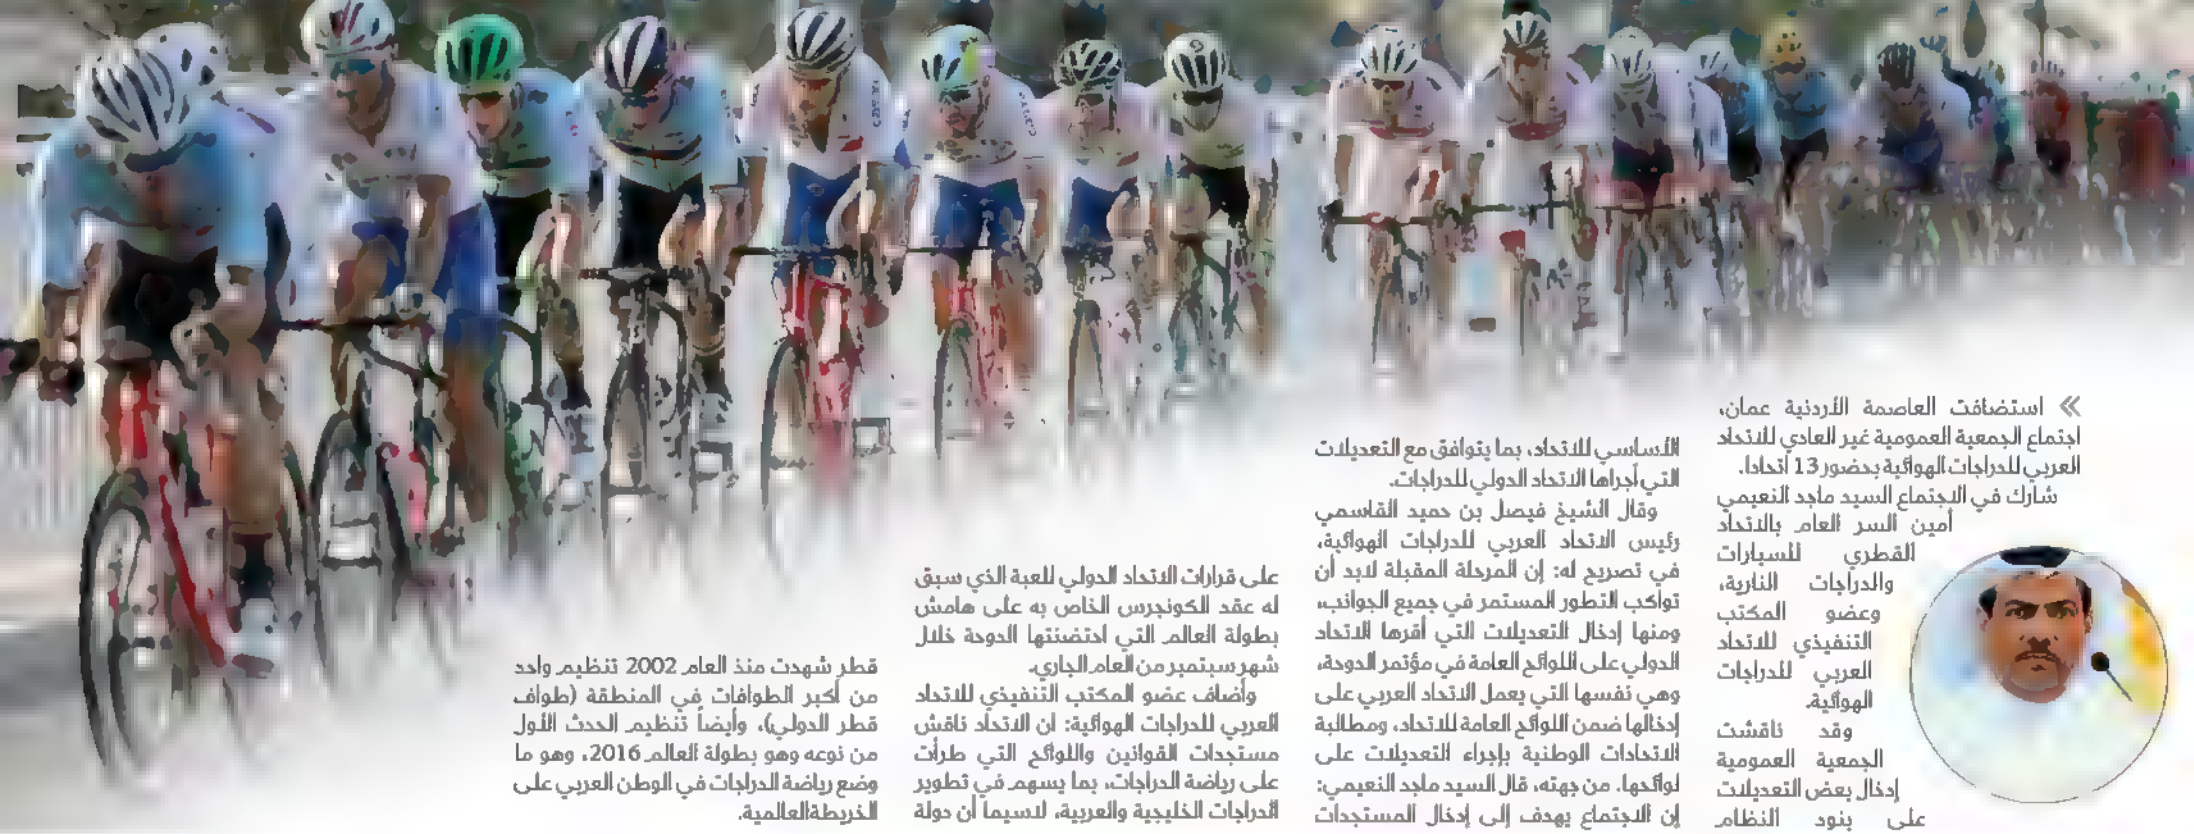 « استضافت العاصمة الأردنية عمان،
اجتماع الجمعية العمومية غير العادي للاتحاد
العربي للدراجات الهوائية بحضور 13 اتحادا.
شارك في الاجتماع السيد ماجد النعيمي
أمين السر العام بالاتحاد
القطري للسيارات
والدراجات النارية،
وعضو المكتب
التنفيذي للاتحاد
العربي للدراجات
الهوائية.
وقد ناقشت
الجمعية العمومية
إدخال بعض التعديلات
على بنود النظام
الأساسي للاتحاد، بما يتوافق مع التعديلات
التي أجراها الاتحاد الدولي للدراجات.
وقال الشيخ فيصل بن حميد القاسمي
رئيس الاتحاد العربي للدراجات الهوائية،
في تصريح له: إن المرحلة المقبلة لابد أن
تواكب التطور المستمر في جميع الجوانب،
ومنها إدخال التعديلات التي أقرها الاتحاد
الدولي على اللوائح العامة في مؤتمر الدوحة،
وهي نفسها التي يعمل الاتحاد العربي على
إدخالها ضمن اللوائح العامة للاتحاد، ومطالبة
الاتحادات الوطنية بإجراء التعديلات على
لوائحها. من جهته، قال السيد ماجد النعيمي:
إن الاجتماع يهدف إلى إدخال المستجدات
على قرارات الاتحاد الدولي للعبة الذي سبق
له عقد الكونجرس الخاص به على هامش
بطولة العالم التي احتضنتها الدوحة خلال
شهر سبتمبر من العام الجاري.
وأضاف عضو المكتب التنفيذي للاتحاد
العربي للدراجات الهوائية: ان الاتحاد ناقش
مستجدات القوانين واللوائح التي طرأت
على رياضة الدراجات، بما يسهم في تطوير
الدراجات الخليجية والعربية، لاسيما أن دولة
قطر شهدت منذ العام 2002 تنظيم واحد
من أكبر الطوافات في المنطقة (طواف
قطر الدولي)، وأيضاً تنظيم الحدث الأول
من نوعه وهو بطولة العالم 2016، وهو ما
وضع رياضة الدراجات في الوطن العربي على
الخريطة العالمية.